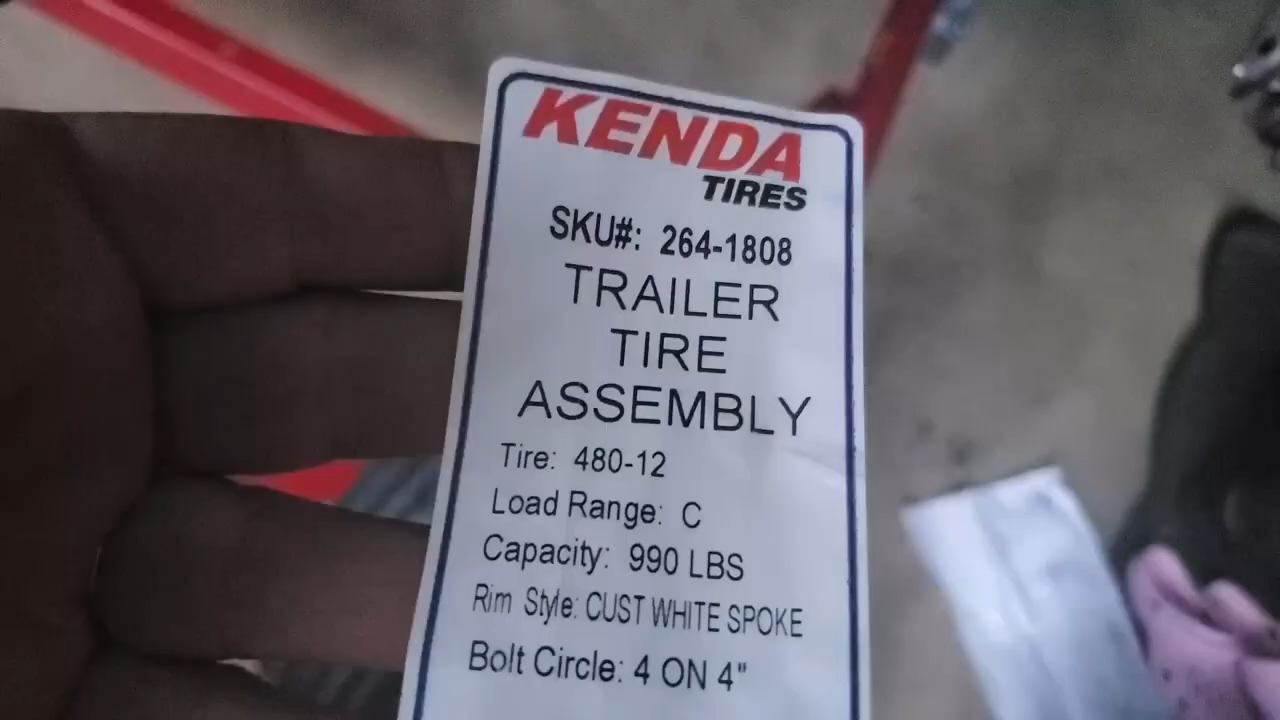 KENDA
TIRES
SKU#: 264-1808
TRAILER
TIRE
ASSEMBLY
Tire: 480-12
Load Range: C
Capacity: 990 LBS
Rim Style: CUST WHITE SPOKE
Bolt Circle: 4 ON 4"